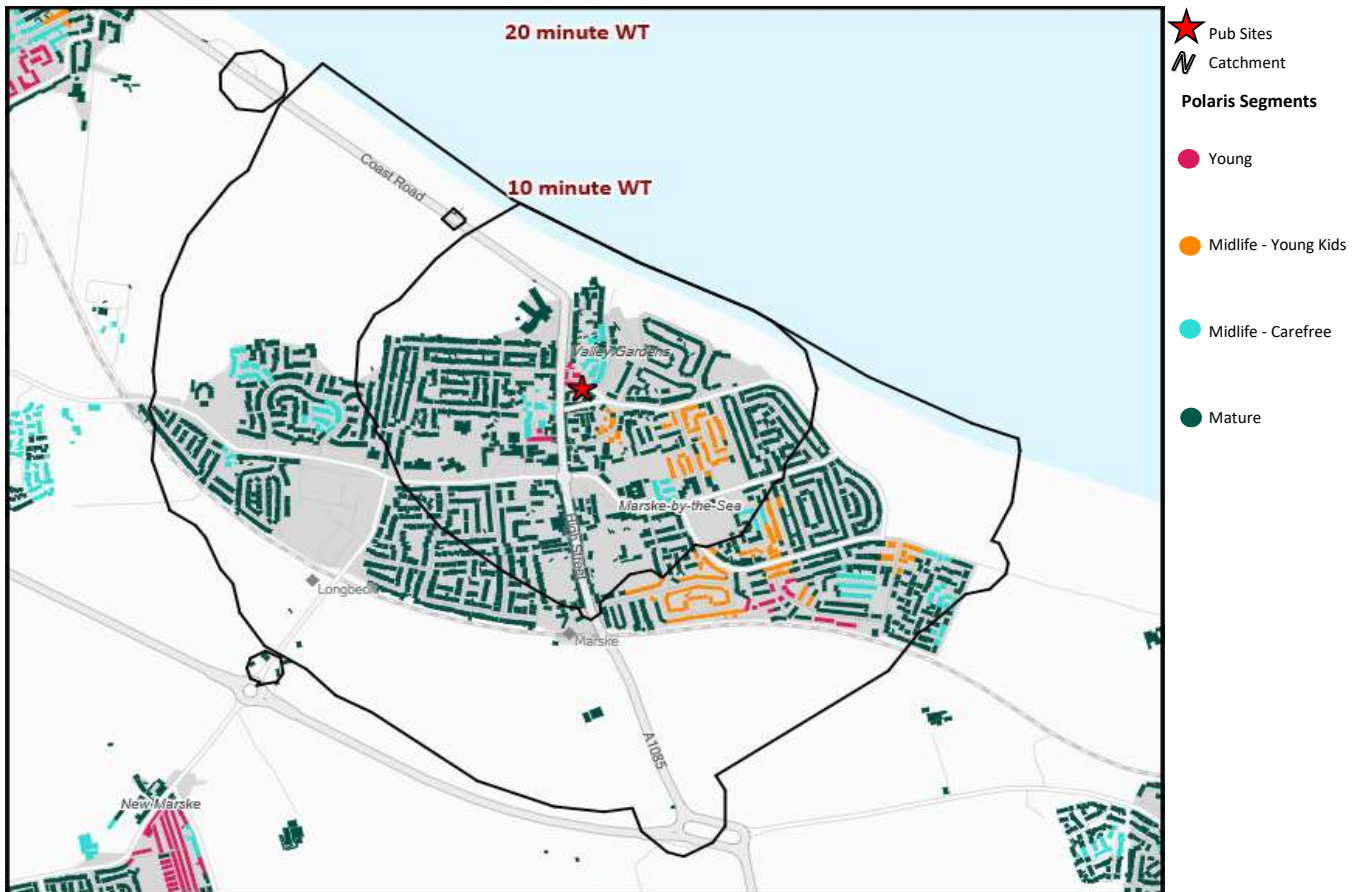 20 minute WT
10 minute WT
Coast Road
Valley Gardens
Marske-by-the-Sea
High Street
Longbeck
Marske
A1085
New Marske
Pub Sites
Catchment
Polaris Segments
Young
Midlife - Young Kids
Midlife - Carefree
Mature